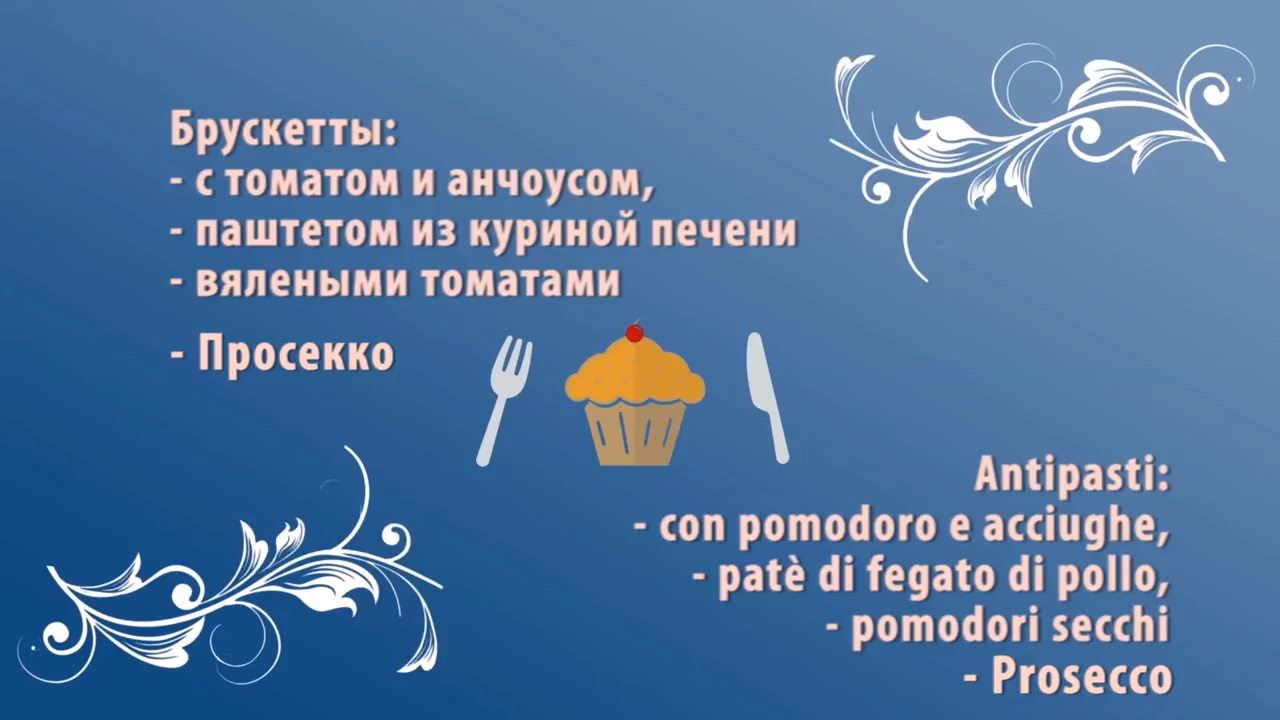 Брускетты:
- с томатом и анчоусом,
- паштетом из куриной печени
- вялеными томатами
- Просекко
Antipasti:
- con pomodoro e acciughe,
- patè di fegato di pollo,
- pomodori secchi
- Prosecco